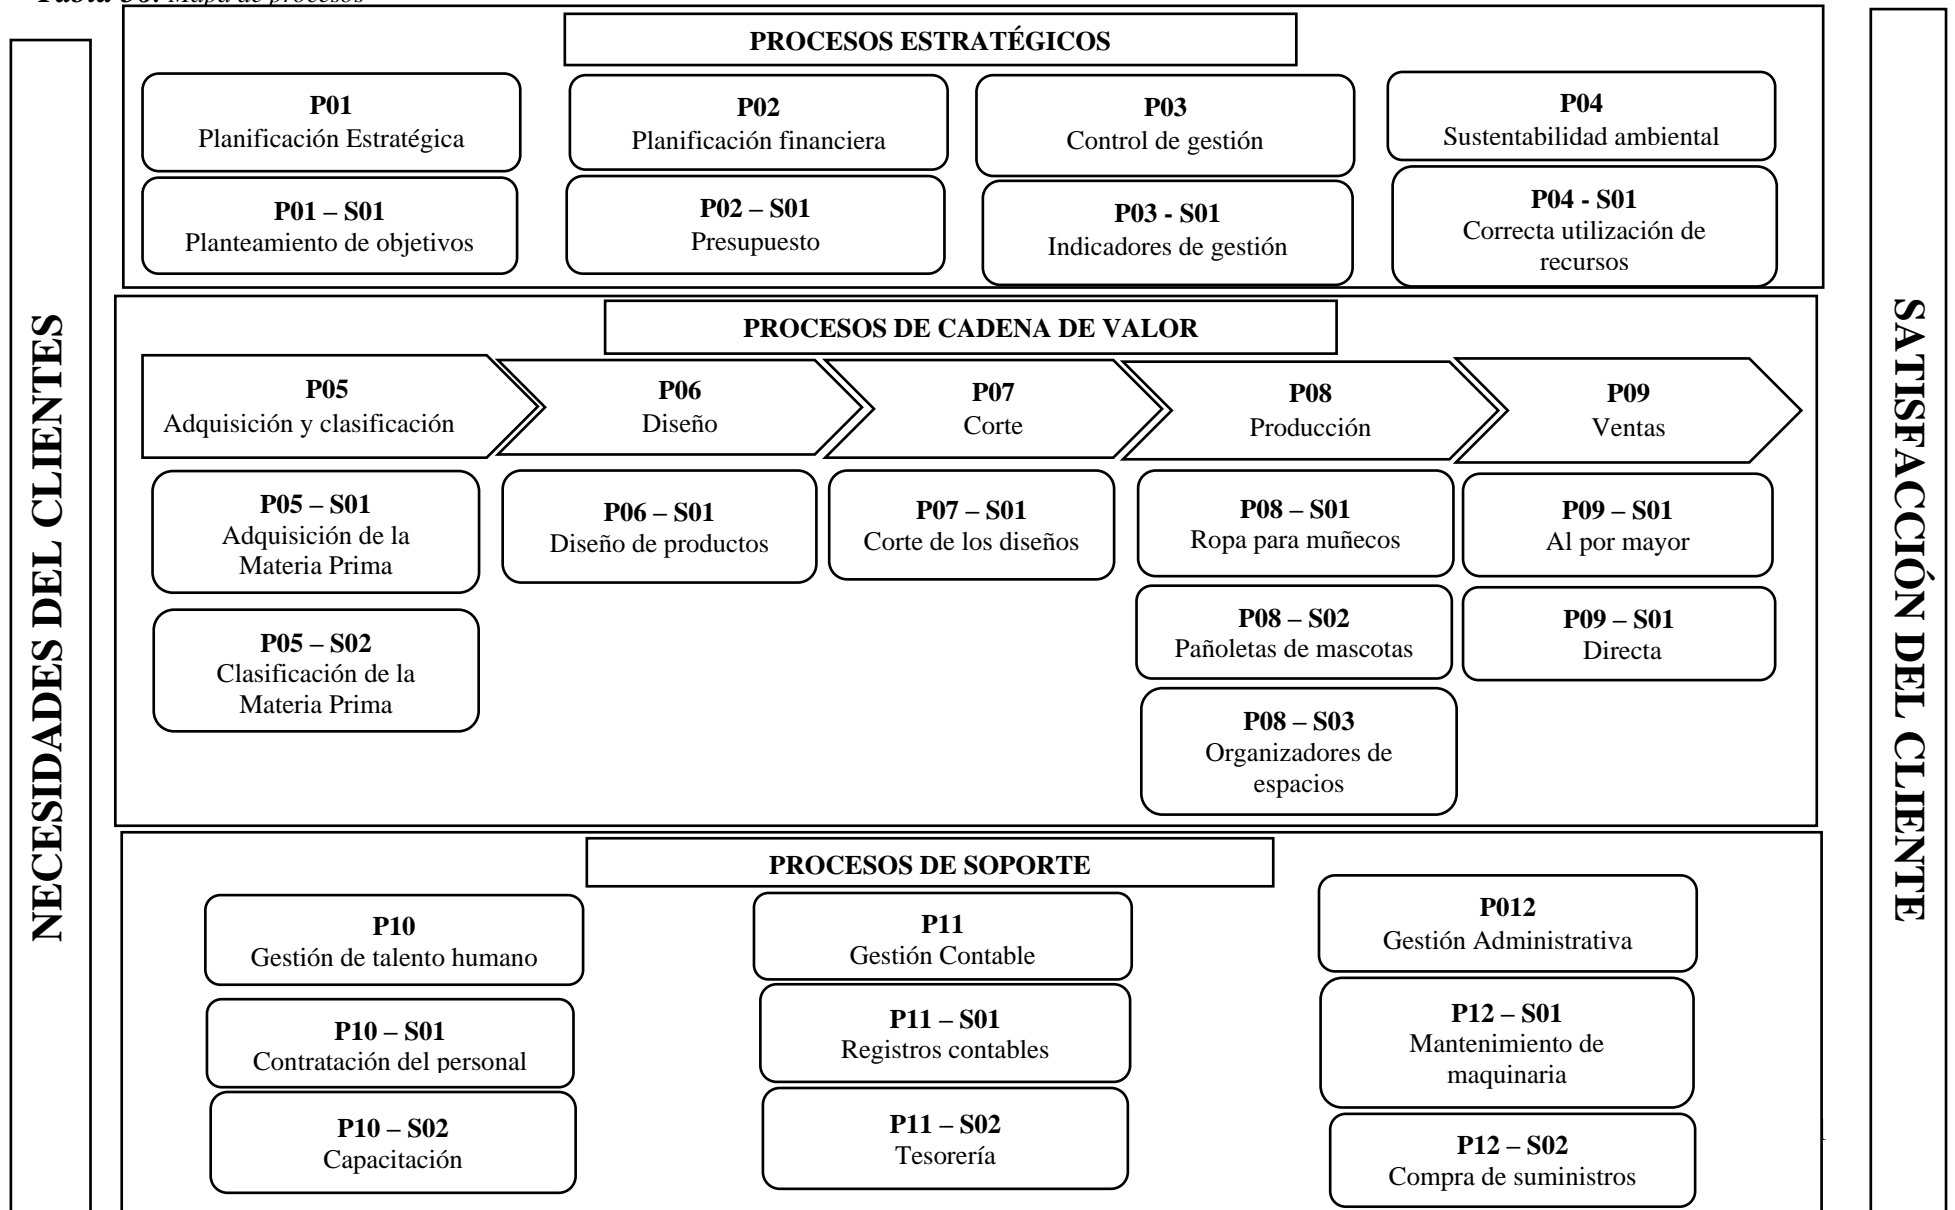 Mapa de procesos
NECESIDADES DEL CLIENTES
PROCESOS ESTRATÉGICOS
P01
Planificación Estratégica
P01 – S01
Planteamiento de objetivos
P02
Planificación financiera
P02 – S01
Presupuesto
P03
Control de gestión
P03 - S01
Indicadores de gestión
P04
Sustentabilidad ambiental
P04 - S01
Correcta utilización de
recursos
PROCESOS DE CADENA DE VALOR
P05
Adquisición y clasificación
P06
Diseño
P07
Corte
P08
Producción
P09
Ventas
P05 – S01
Adquisición de la
Materia Prima
P05 – S02
Clasificación de la
Materia Prima
P06 – S01
Diseño de productos
P07 – S01
Corte de los diseños
P08 – S01
Ropa para muñecos
P08 – S02
Pañoletas de mascotas
P08 – S03
Organizadores de
espacios
P09 – S01
Al por mayor
P09 – S01
Directa
PROCESOS DE SOPORTE
P10
Gestión de talento humano
P10 – S01
Contratación del personal
P10 – S02
Capacitación
P11
Gestión Contable
P11 – S01
Registros contables
P11 – S02
Tesorería
P012
Gestión Administrativa
P12 – S01
Mantenimiento de
maquinaria
P12 – S02
Compra de suministros
SATISFACCIÓN DEL CLIENTE